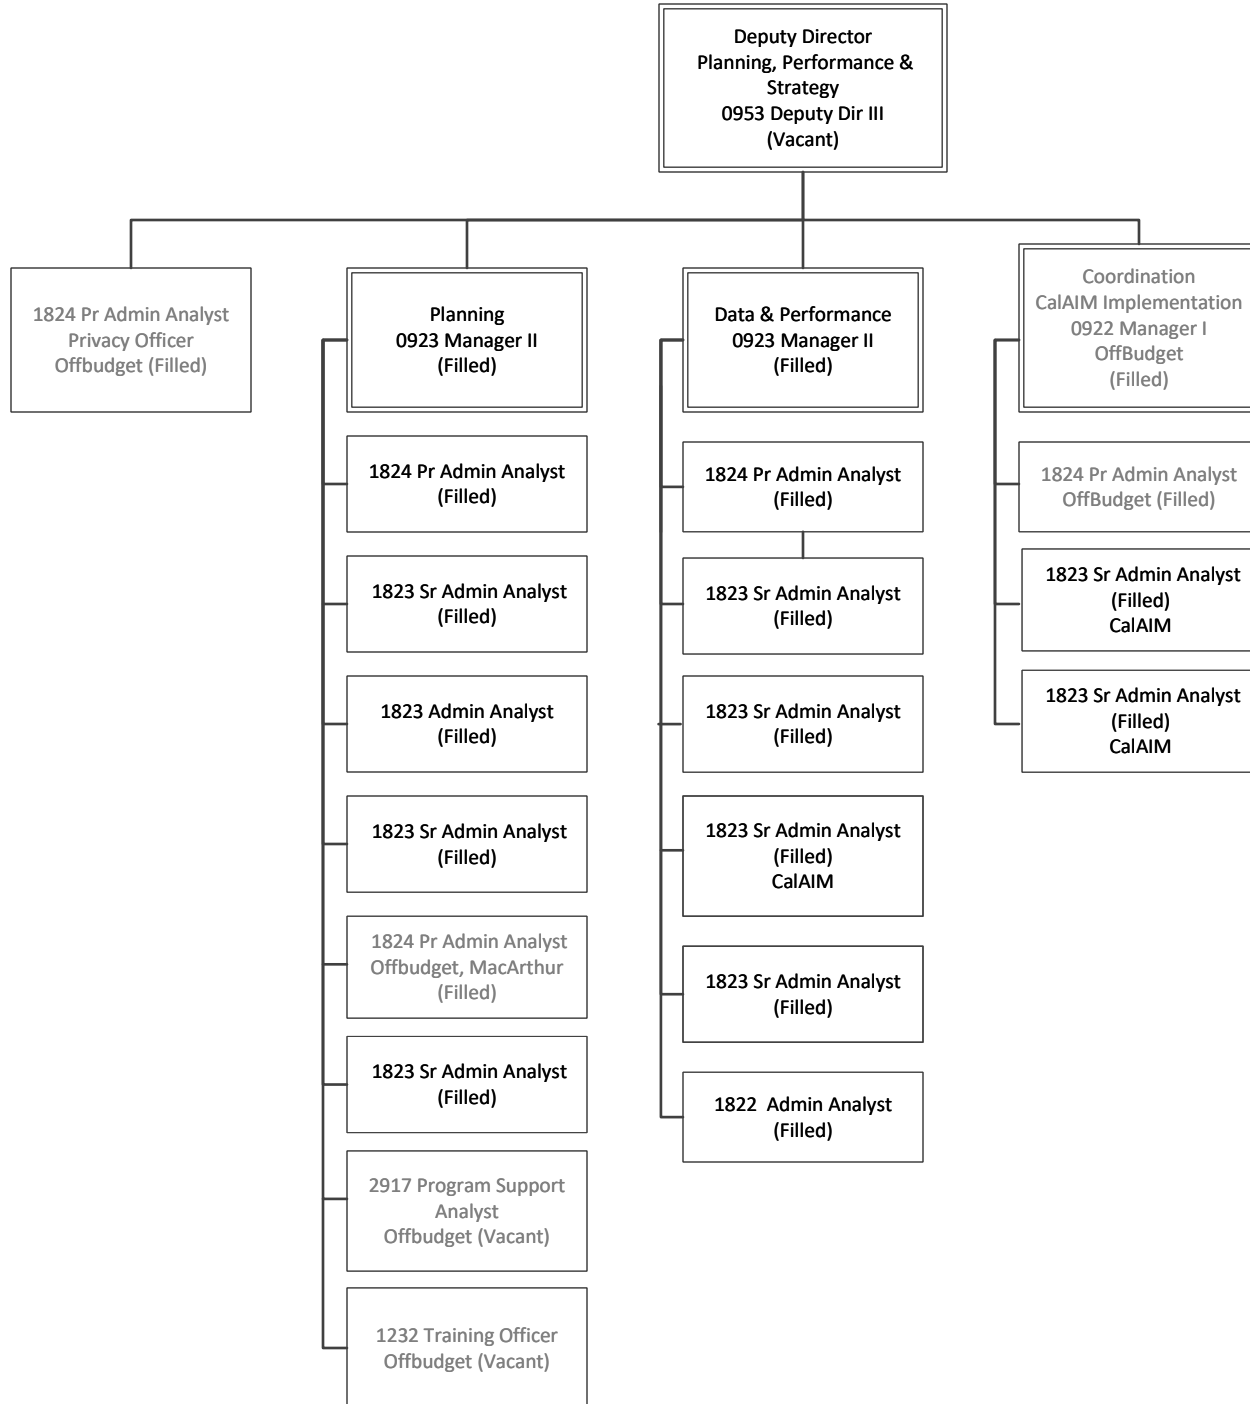 Deputy Director
Planning, Performance &
Strategy
0953 Deputy Dir III
(Vacant)
1824 Pr Admin Analyst
Privacy Officer
Offbudget (Filled)
Planning
0923 Manager II
(Filled)
1824 Pr Admin Analyst
(Filled)
1823 Sr Admin Analyst
(Filled)
1823 Admin Analyst
(Filled)
1823 Sr Admin Analyst
(Filled)
1824 Pr Admin Analyst
Offbudget, MacArthur
(Filled)
1823 Sr Admin Analyst
(Filled)
2917 Program Support
Analyst
Offbudget (Vacant)
1232 Training Officer
Offbudget (Vacant)
Data & Performance
0923 Manager II
(Filled)
1824 Pr Admin Analyst
(Filled)
1823 Sr Admin Analyst
(Filled)
1823 Sr Admin Analyst
(Filled)
1823 Sr Admin Analyst
(Filled)
CalAIM
1823 Sr Admin Analyst
(Filled)
1822 Admin Analyst
(Filled)
Coordination
CalAIM Implementation
0922 Manager I
OffBudget
(Filled)
1824 Pr Admin Analyst
OffBudget (Filled)
1823 Sr Admin Analyst
(Filled)
CalAIM
1823 Sr Admin Analyst
(Filled)
CalAIM